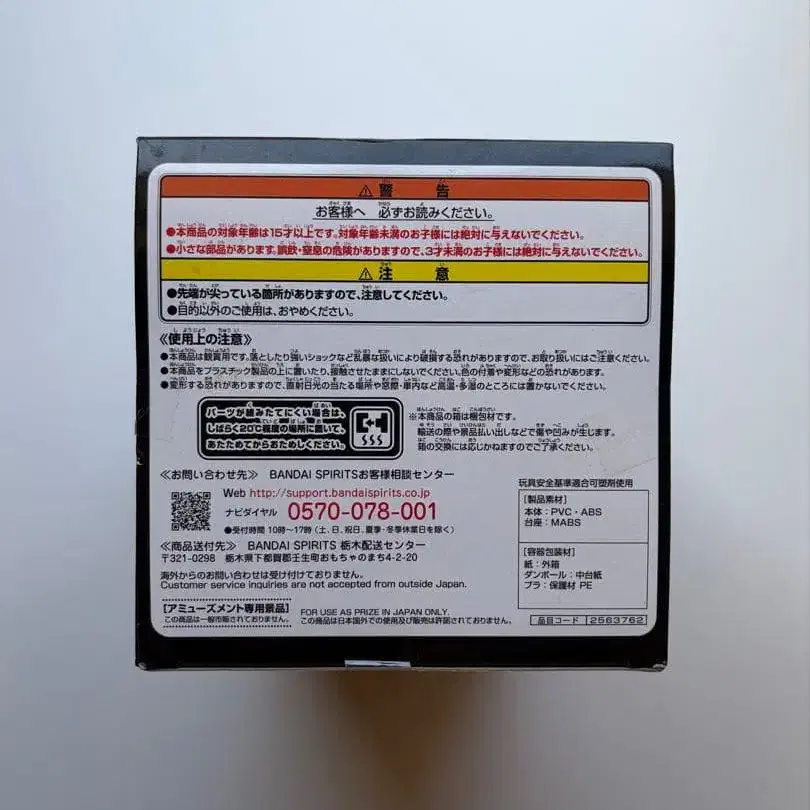 ⚠警告
お客様へ 必ずお読みください。
●本商品の対象年齢は15才以上です。対象年齢未満のお子様には絶対に与えないでください。
●小さな部品があります。誤飲・窒息の危険がありますので、3才未満のお子様には絶対に与えないでください。
⚠注意
●先端が尖っている箇所がありますので、注意してください。
●目的以外のご使用は、おやめください。
《使用上の注意》
●本商品は観賞用です。落としたり強いショックなど乱暴な扱いにより破損する恐れがありますので、お取り扱いにはご注意ください。
●本商品をプラスチック製品の上に置いたり、接触させたままにしないでください。色の付着や変形などの恐れがあります。
●変形する恐れがありますので、直射日光の当たる場所や窓際・車内など高温・多湿のところには置かないでください。
パーツが組みたてにくい場合は、
しばらく20℃程度の場所に置いて、
あたためてからおためしください。
※本商品の箱は梱包材です。
輸送の際や景品払い出しなどで傷や凹みが生じます。
箱の交換には応じかねますのでご了承ください。
≪お問い合わせ先≫ BANDAI SPIRITSお客様相談センター
Web http://support.bandaispirits.co.jp
ナビダイヤル 0570-078-001
●受付時間 10時〜17時(土、日、祝日、夏季・冬季休業日を除く)
≪商品送付先≫ BANDAI SPIRITS 栃木配送センター
〒321-0298 栃木県下都賀郡壬生町おもちゃのまち4-2-20
海外からのお問い合わせは受け付けておりません。
Customer service inquiries are not accepted from outside Japan.
[アミューズメント専用景品]
この商品は一般市販されておりません。
FOR USE AS PRIZE IN JAPAN ONLY.
この商品は日本国外での使用及び販売は許諾されておりません。
玩具安全基準適合可塑剤使用
[製品素材]
本体:PVC・ABS
台座:MABS
[容器包装材]
紙:外箱
ダンボール:中台紙
プラ:保護材 PE
品目コード 2563762